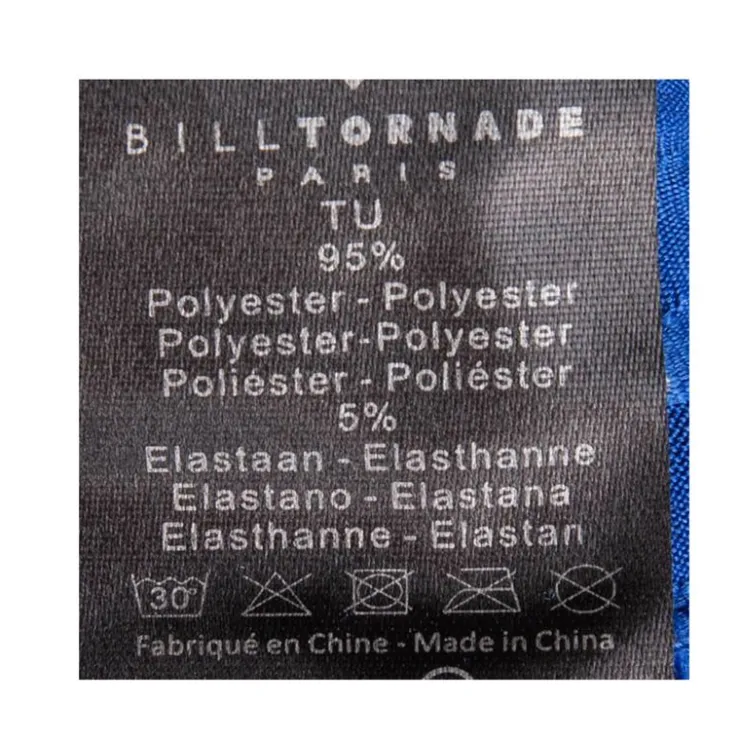 BILLTORNADE
PARIS
TU
95%
Polyester - Polyester
Polyester-Polyester
Poliéster - Poliéster
5%
Elastaan - Elasthanne
Elastano - Elastana
Elasthanne - Elastan
30°
Fabriqué en Chine - Made in China